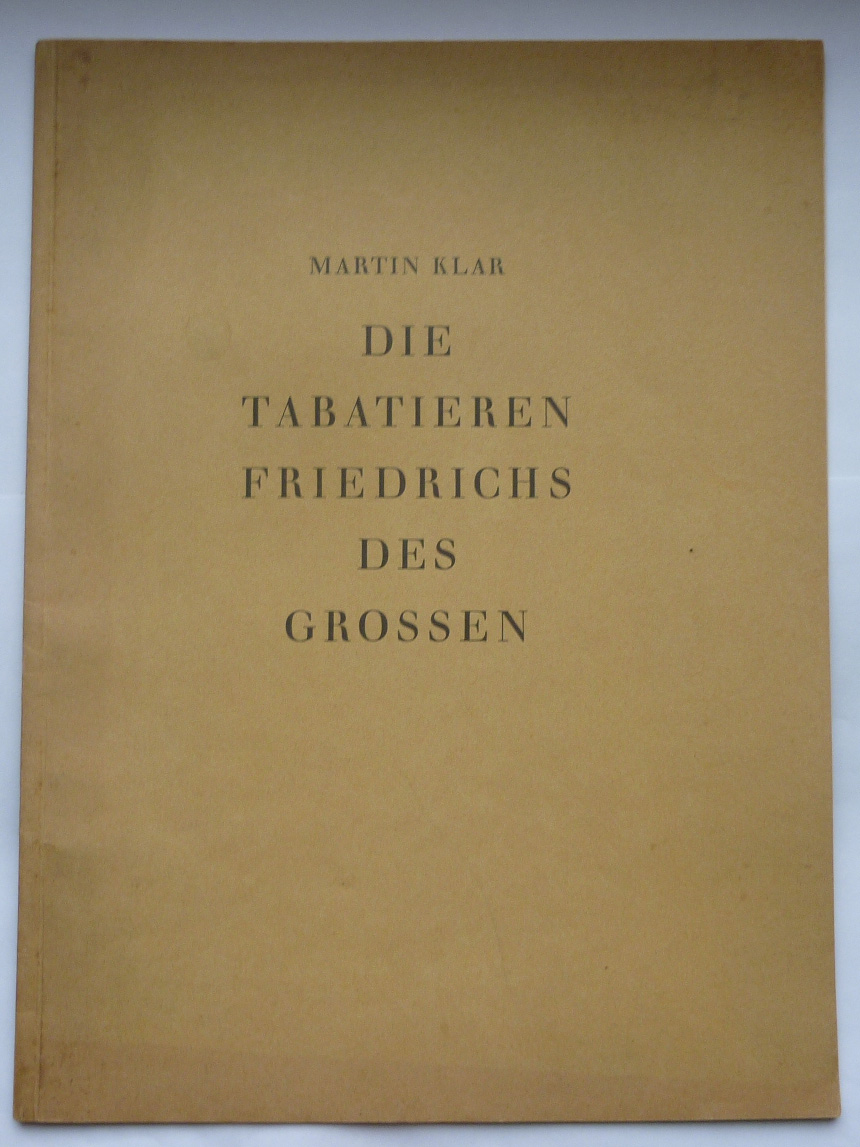 MARTIN KLAR
DIE
TABATIEREN
FRIEDRICHS
DES
GROSSEN